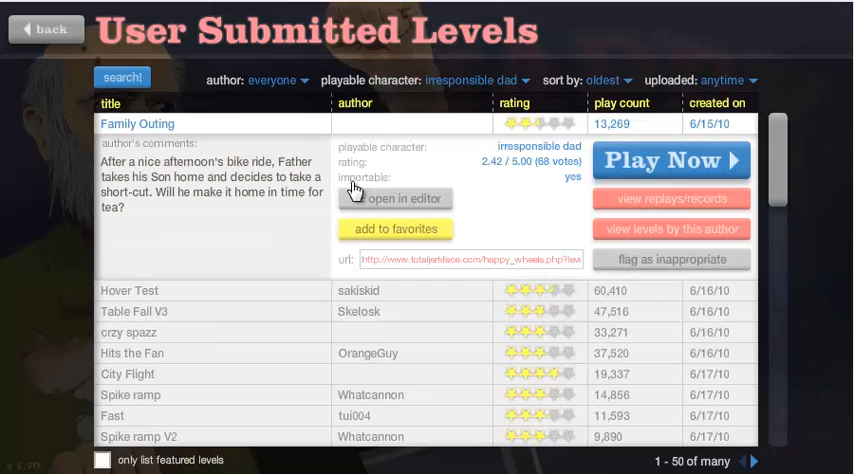 back
User Submitted Levels
search! author: everyone playable character: irresponsible dad sort by: oldest uploaded: anytime
title author rating play count created on
Family Outing 13,269 6/15/10
author's comments:
After a nice afternoon's bike ride, Father
takes his Son home and decides to take a
short-cut. Will he make it home in time for
tea?
playable character: irresponsible dad
rating: 2.42 / 5.00 (68 votes)
importable: yes
open in editor
add to favorites
url: http://www.totaljerkface.com/happy_wheels.php?lev
Play Now
view replays/records
view levels by this author
flag as inappropriate
Hover Test sakiskid 60,410 6/16/10
Table Fall V3 Skelosk 47,516 6/16/10
crzy spazz 33,271 6/16/10
Hits the Fan OrangeGuy 37,520 6/16/10
City Flight 19,337 6/17/10
Spike ramp Whatcannon 14,856 6/17/10
Fast tui004 11,593 6/17/10
Spike ramp V2 Whatcannon 9,890 6/17/10
only list featured levels 1 - 50 of many